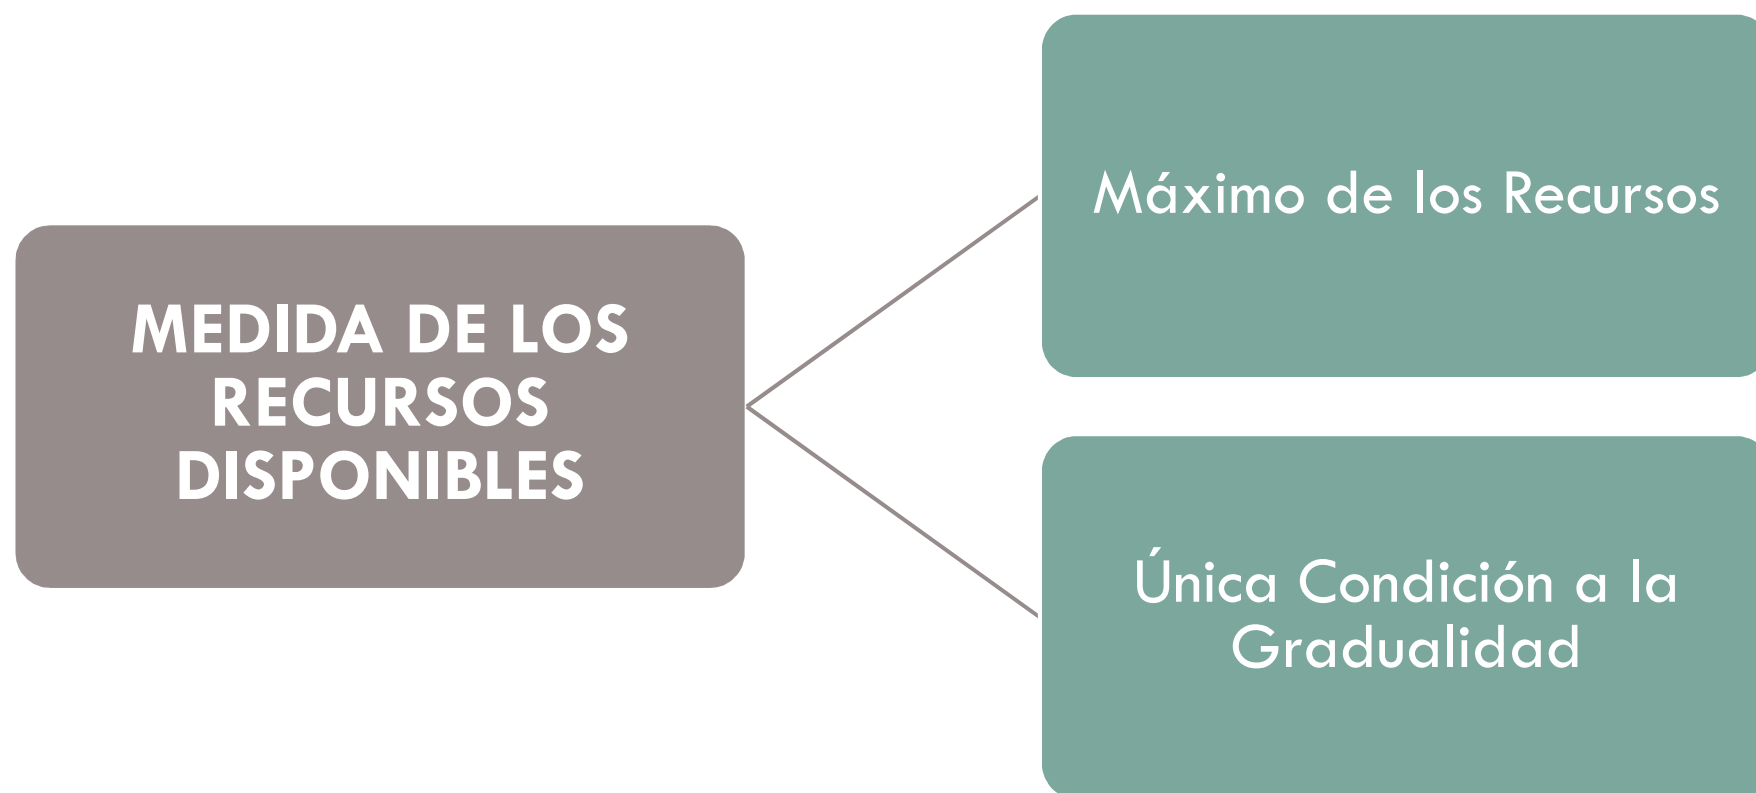 MEDIDA DE LOS
RECURSOS
DISPONIBLES
Máximo de los Recursos
Única Condición a la
Gradualidad